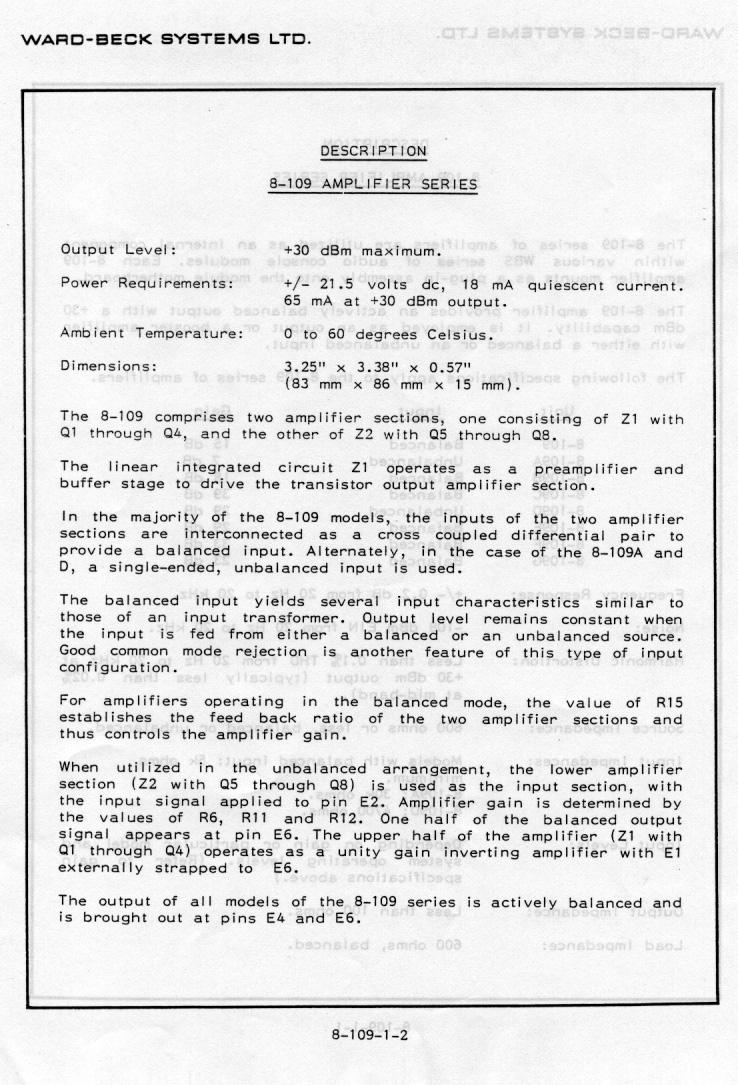 WARD-BECK SYSTEMS LTD.
DESCRIPTION
8-109 AMPLIFIER SERIES
Output Level: +30 dBm maximum.
Power Requirements: +/- 21.5 volts dc, 18 mA quiescent current.
65 mA at +30 dBm output.
Ambient Temperature: 0 to 60 degrees Celsius.
Dimensions: 3.25" x 3.38" x 0.57"
(83 mm x 86 mm x 15 mm).
The 8-109 comprises two amplifier sections, one consisting of Z1 with
Q1 through Q4, and the other of Z2 with Q5 through Q8.
The linear integrated circuit Z1 operates as a preamplifier and
buffer stage to drive the transistor output amplifier section.
In the majority of the 8-109 models, the inputs of the two amplifier
sections are interconnected as a cross coupled differential pair to
provide a balanced input. Alternately, in the case of the 8-109A and
D, a single-ended, unbalanced input is used.
The balanced input yields several input characteristics similar to
those of an input transformer. Output level remains constant when
the input is fed from either a balanced or an unbalanced source.
Good common mode rejection is another feature of this type of input
configuration.
For amplifiers operating in the balanced mode, the value of R15
establishes the feed back ratio of the two amplifier sections and
thus controls the amplifier gain.
When utilized in the unbalanced arrangement, the lower amplifier
section (Z2 with Q5 through Q8) is used as the input section, with
the input signal applied to pin E2. Amplifier gain is determined by
the values of R6, R11 and R12. One half of the balanced output
signal appears at pin E6. The upper half of the amplifier (Z1 with
Q1 through Q4) operates as a unity gain inverting amplifier with E1
externally strapped to E6.
The output of all models of the 8-109 series is actively balanced and
is brought out at pins E4 and E6.
8-109-1-2